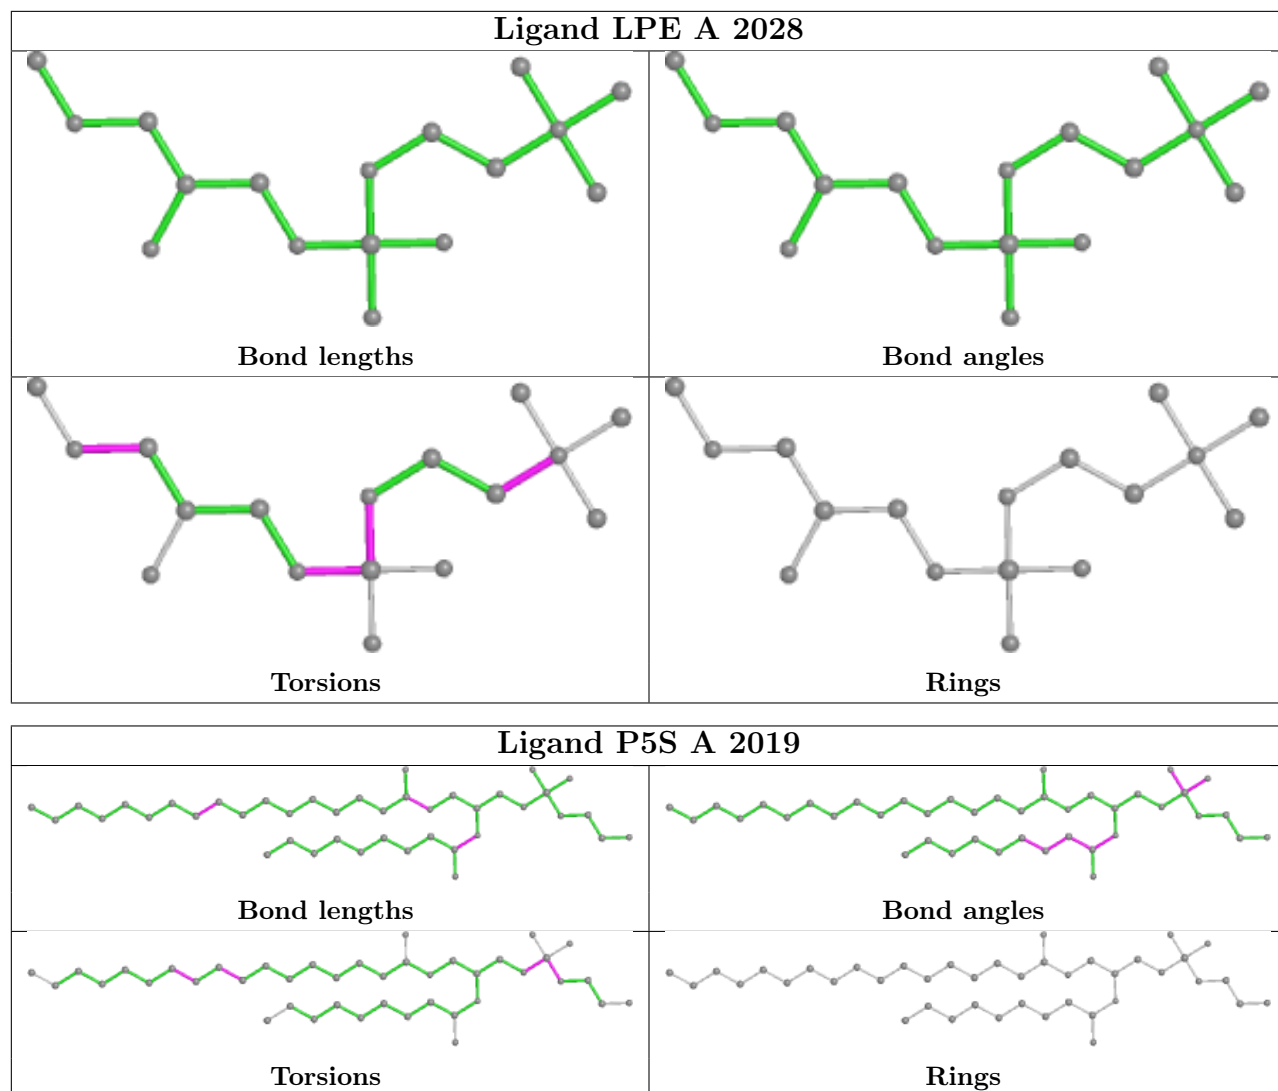 Ligand LPE A 2028
Bond lengths
Bond angles
Torsions
Rings
Ligand P5S A 2019
Bond lengths
Bond angles
Torsions
Rings